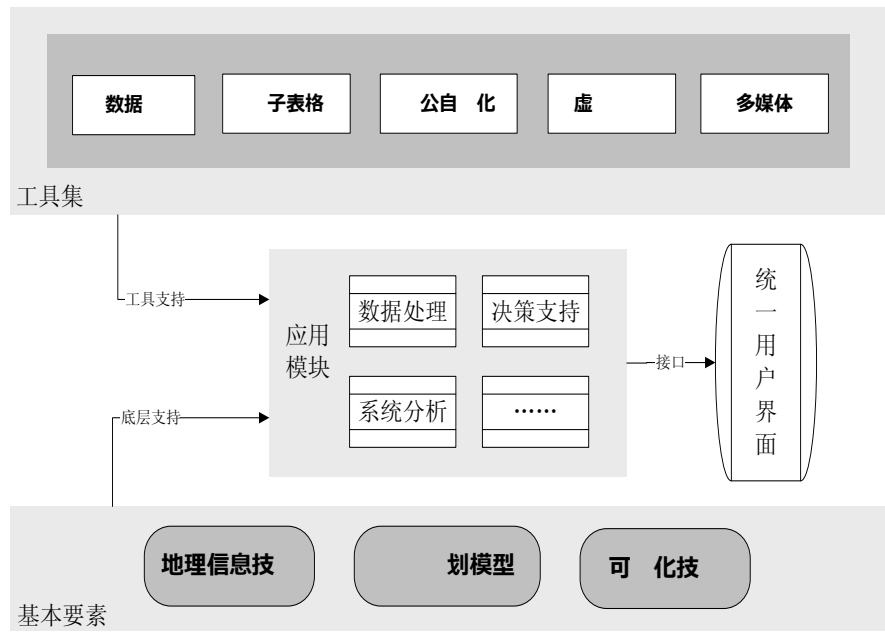 数据
子表格
公自 化
虚
多媒体
工具集
工具支持
应用
模块
数据处理
决策支持
系统分析
……
底层支持
接口
统一用户界面
地理信息技
划模型
可 化技
基本要素